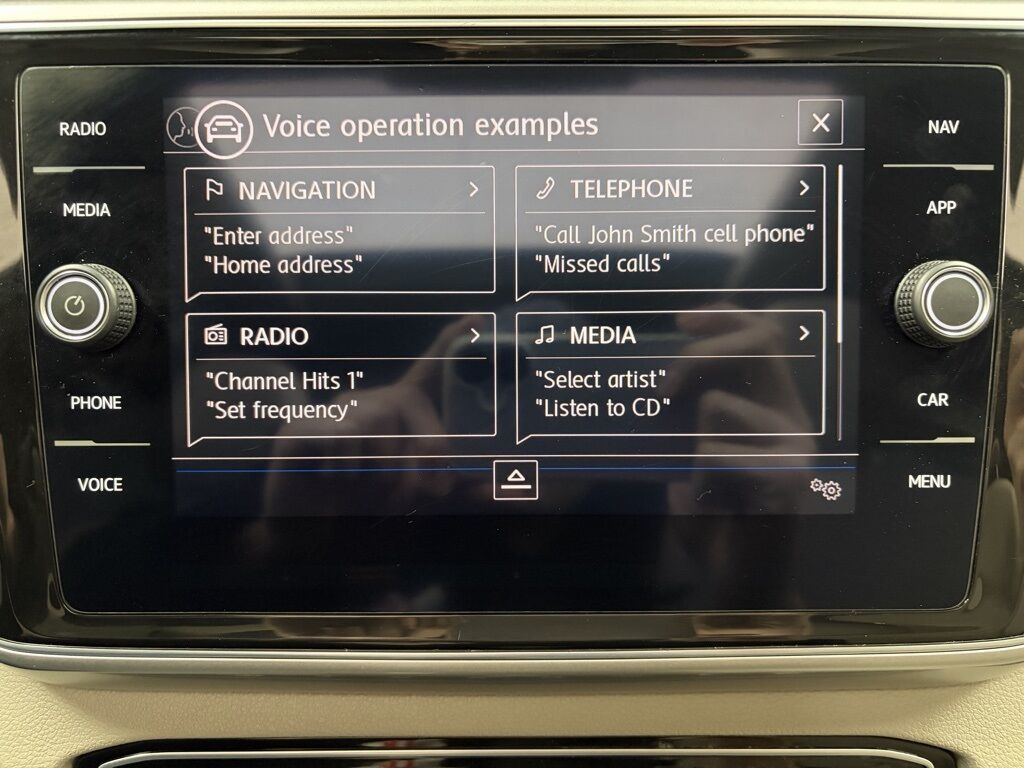 RADIO
MEDIA
PHONE
VOICE
Voice operation examples
NAVIGATION
"Enter address"
"Home address"
TELEPHONE
"Call John Smith cell phone"
"Missed calls"
RADIO
"Channel Hits 1"
"Set frequency"
MEDIA
"Select artist"
"Listen to CD"
NAV
APP
CAR
MENU